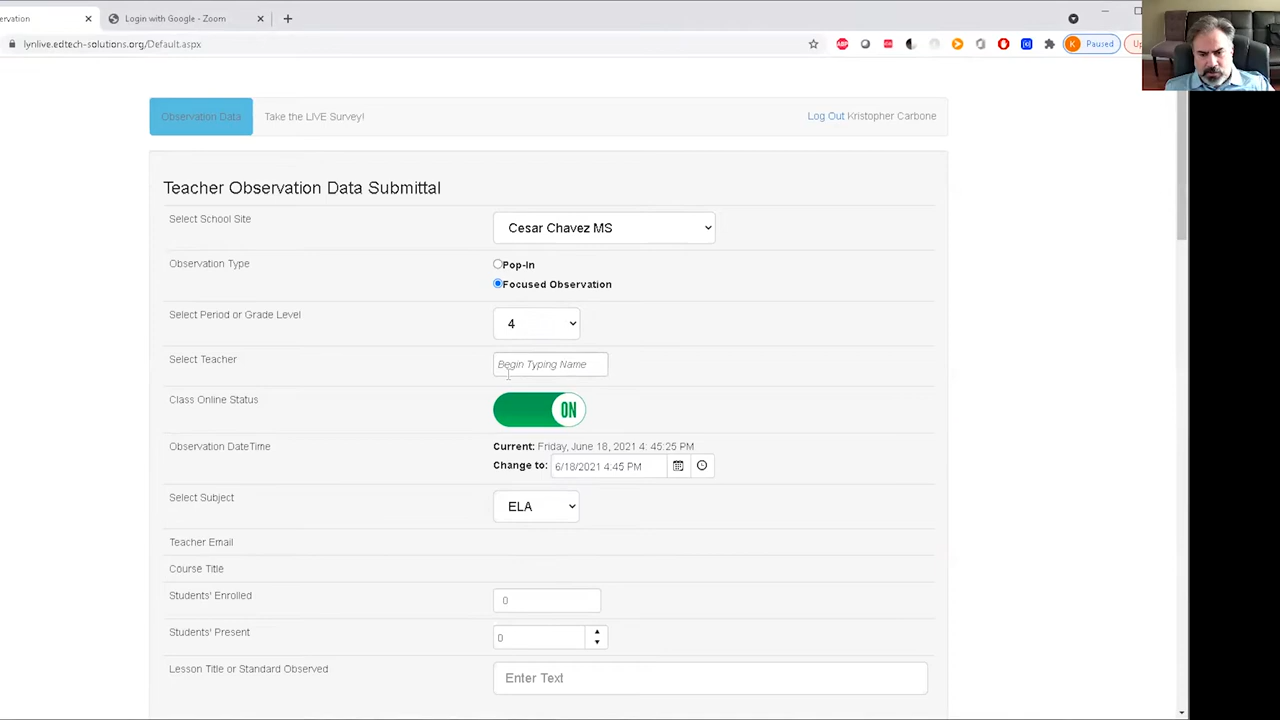 ervation
Login with Google - Zoom
lynlive.edtech-solutions.org/Default.aspx
ABP
K Paused
Up
Observation Data
Take the LIVE Survey!
Log Out Kristopher Carbone
Teacher Observation Data Submittal
Select School Site
Cesar Chavez MS
Observation Type
Pop-In
Focused Observation
Select Period or Grade Level
4
Select Teacher
Begin Typing Name
Class Online Status
ON
Observation DateTime
Current: Friday, June 18, 2021 4: 45:25 PM
Change to: 6/18/2021 4:45 PM
Select Subject
ELA
Teacher Email
Course Title
Students' Enrolled
0
Students' Present
0
Lesson Title or Standard Observed
Enter Text